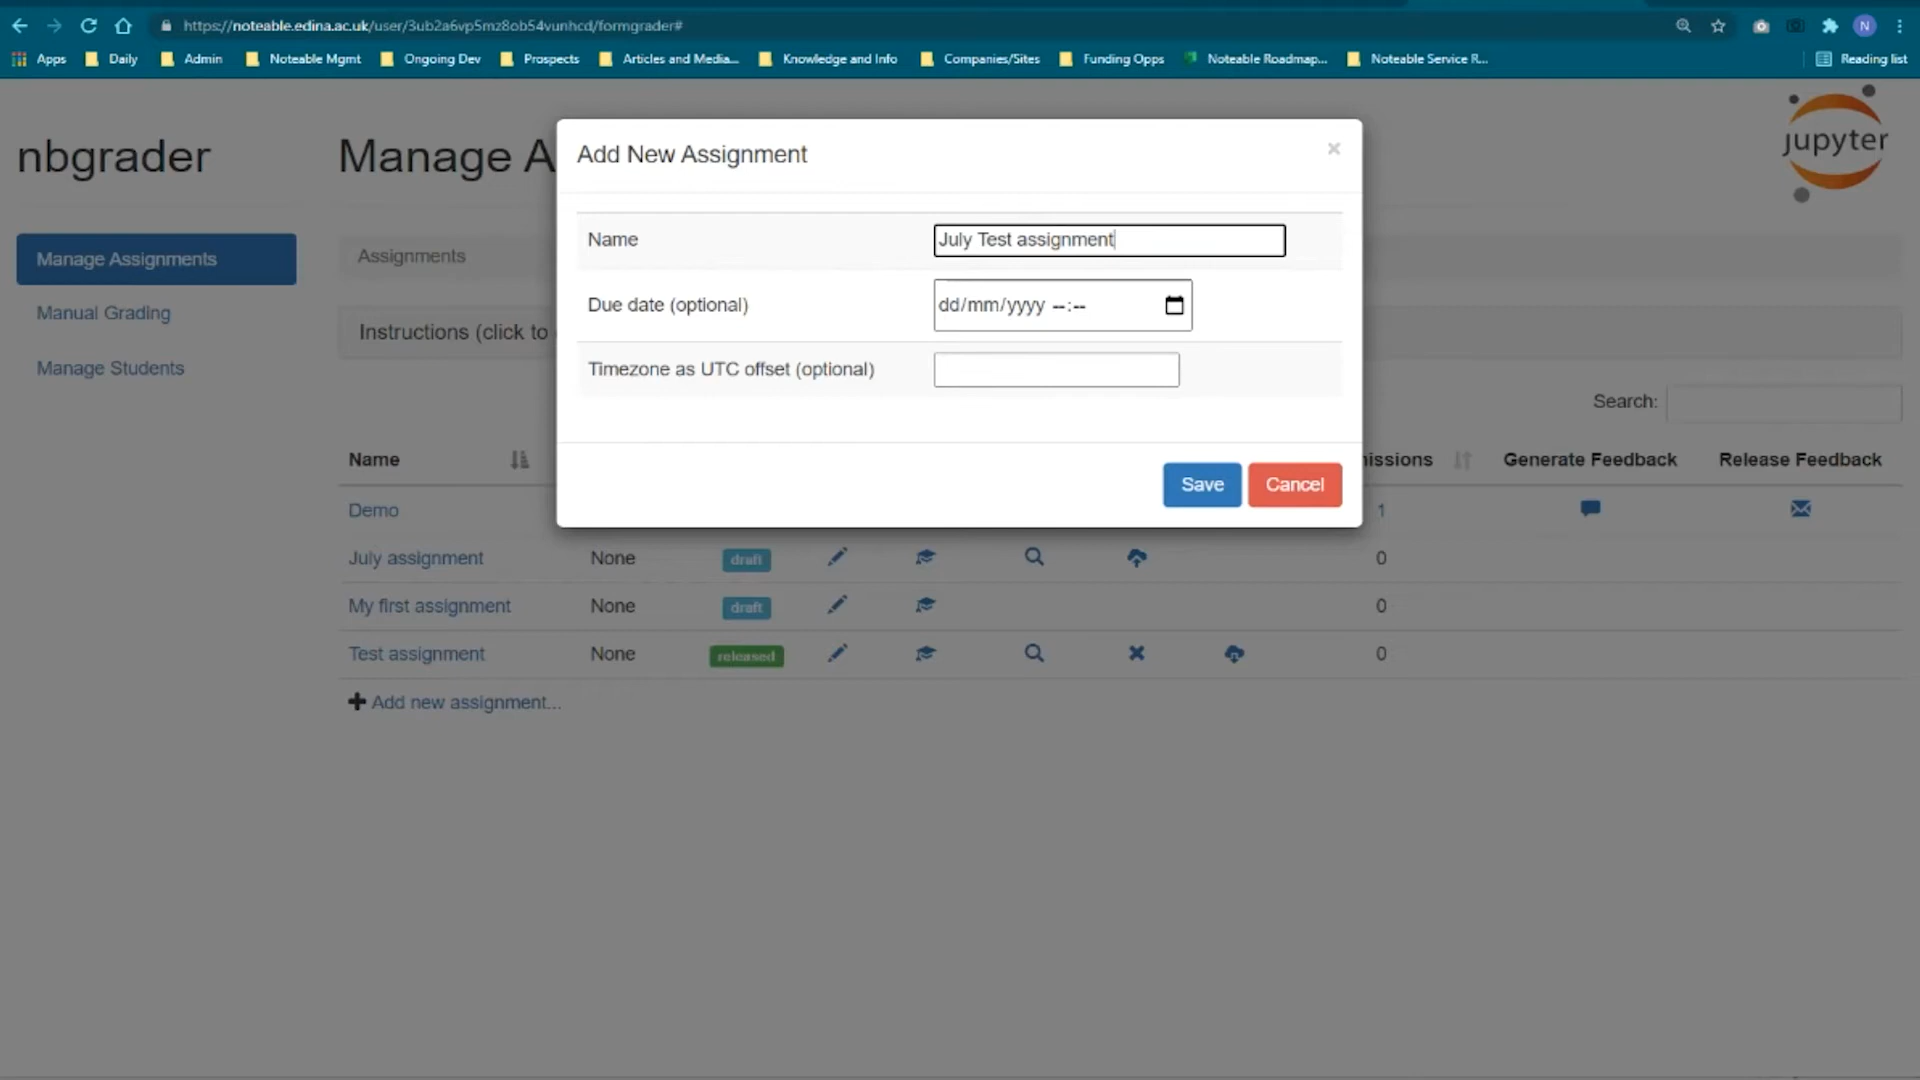 https://noteable.edina.ac.uk/user/3ub2a6vp5mz8ob54vunhcd/formgrader#
N
Apps Daily Admin Noteable Mgmt Ongoing Dev Prospects Articles and Media... Knowledge and Info Companies/Sites Funding Opps Noteable Roadmap... Noteable Service R... Reading list
nbgrader
Manage A
jupyter
Manage Assignments
Manual Grading
Manage Students
Assignments
Instructions (click to
Add New Assignment ×
Name July Test assignment
Due date (optional) dd/mm/yyyy --:--
Timezone as UTC offset (optional)
Save Cancel
Search:
Name missions Generate Feedback Release Feedback
Demo 1
July assignment None draft 0
My first assignment None draft 0
Test assignment None released 0
Add new assignment...